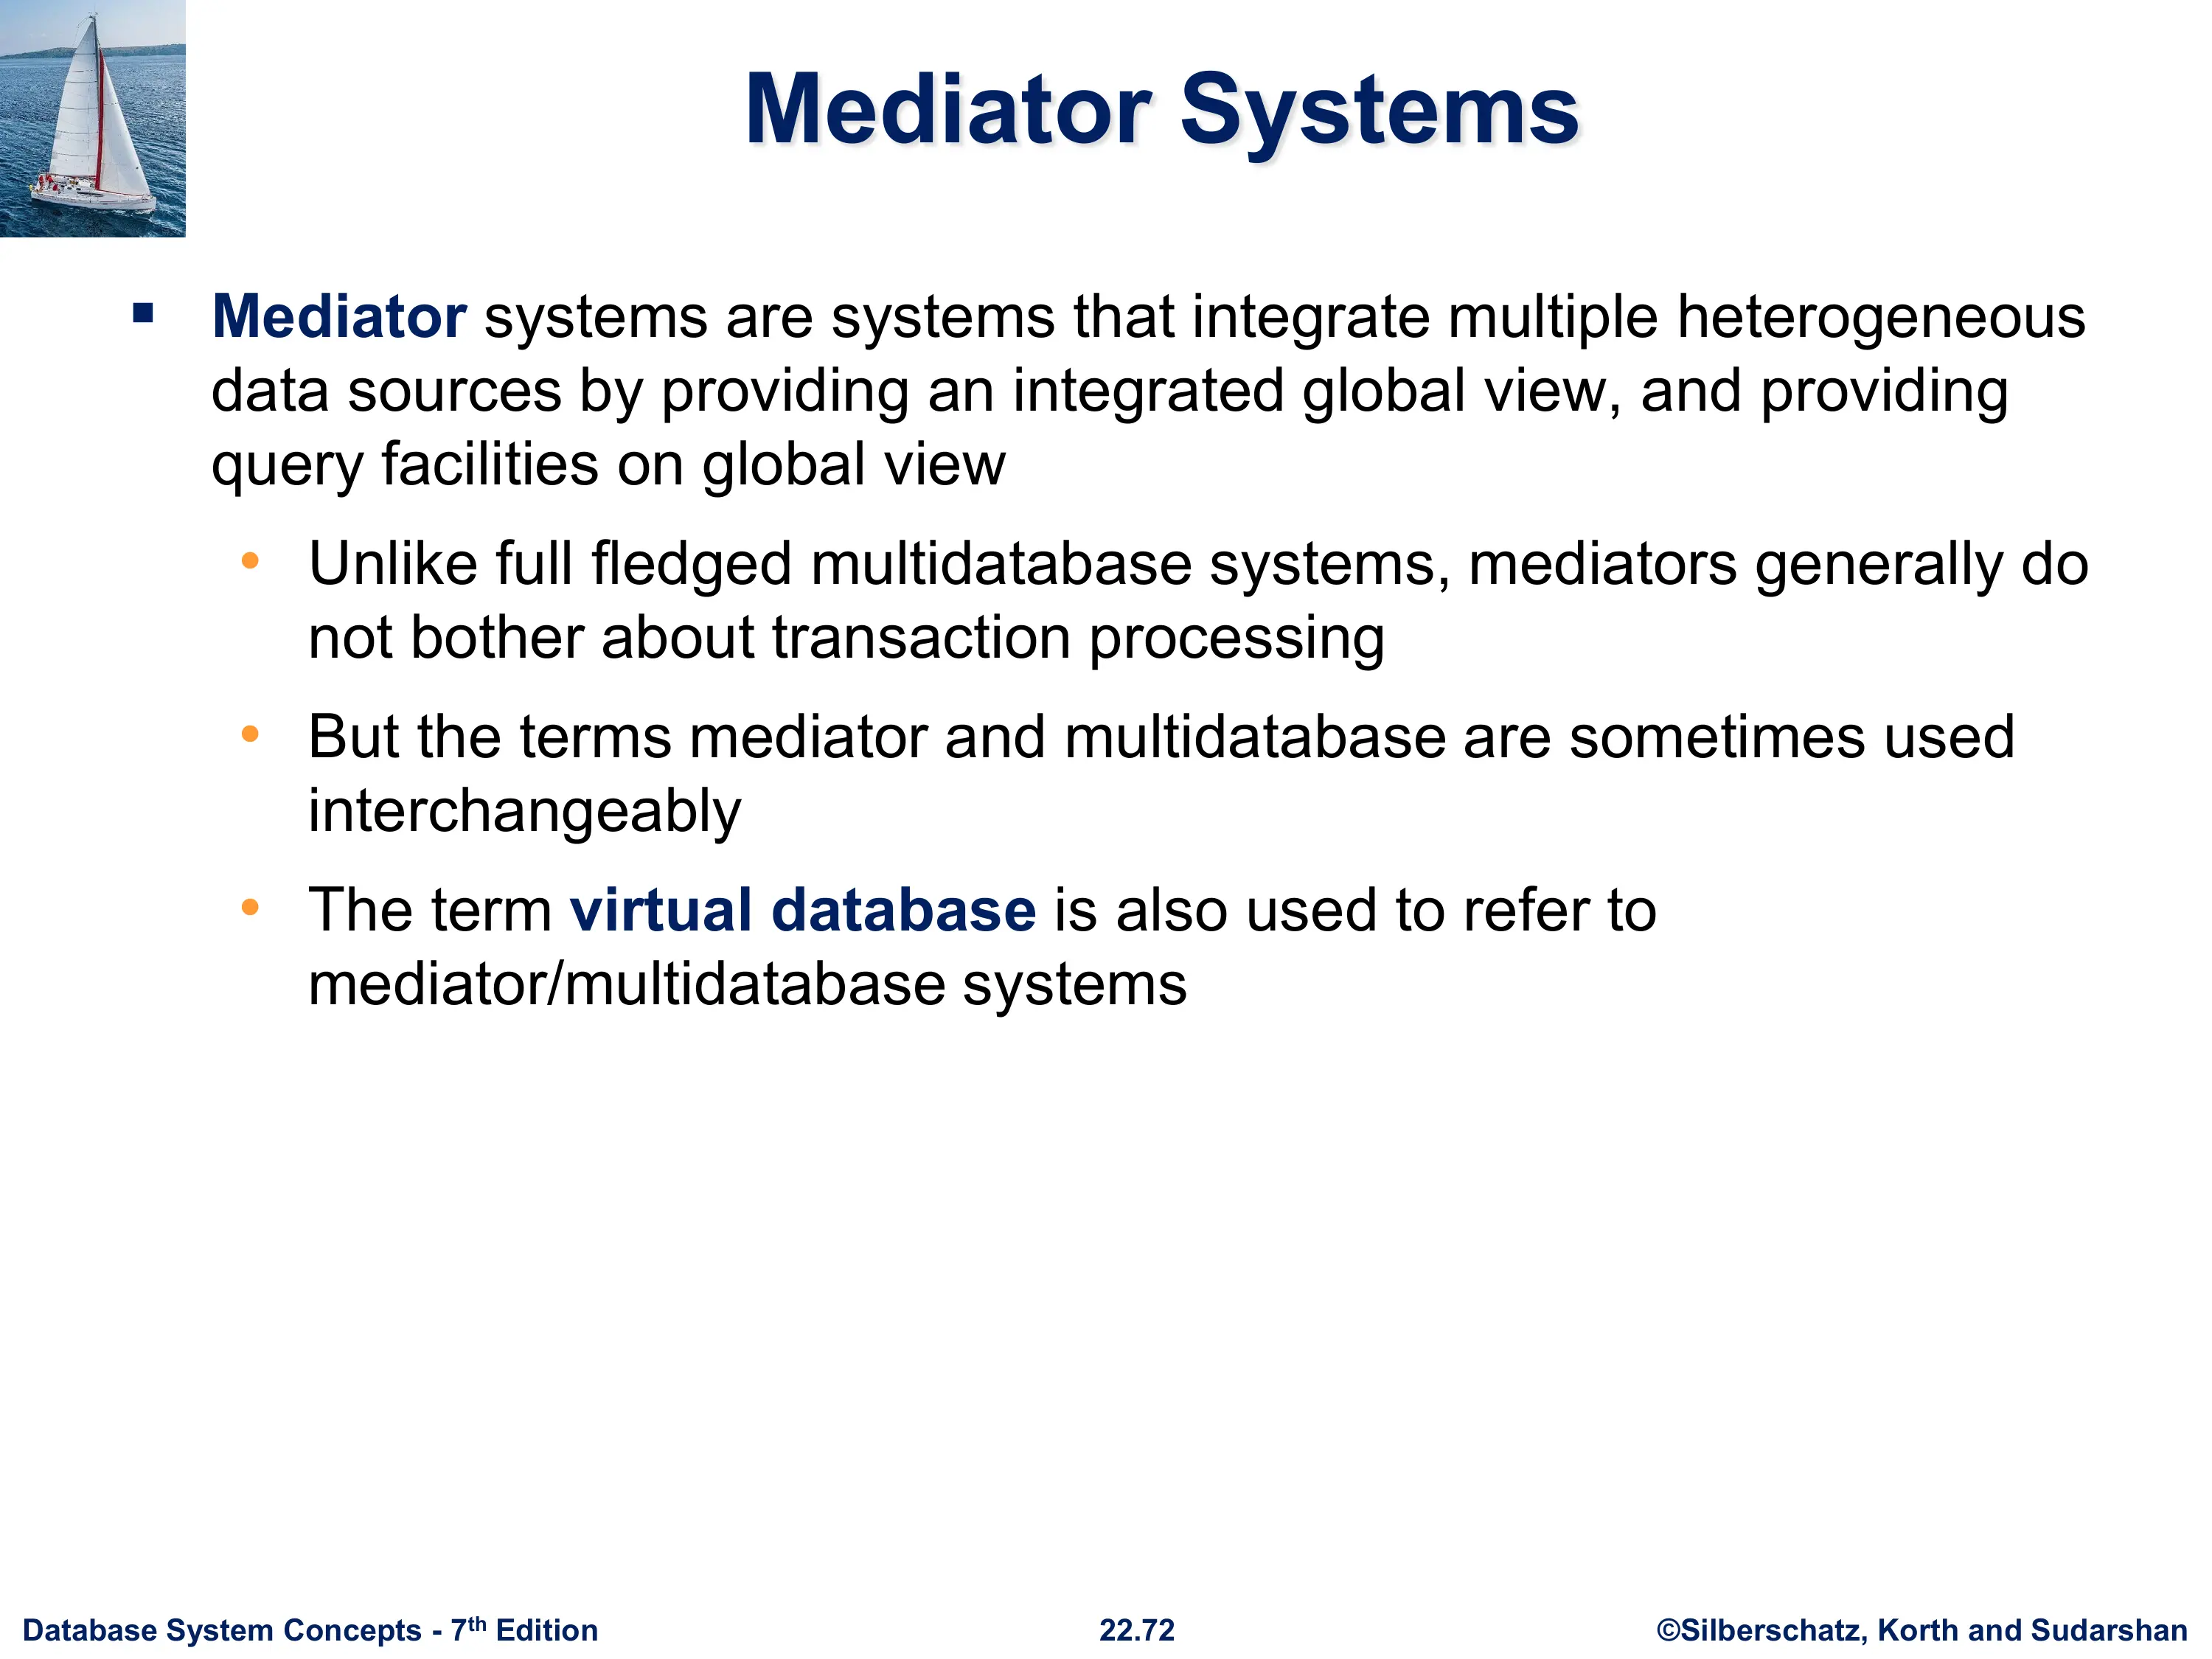 Mediator Systems
▪ Mediator systems are systems that integrate multiple heterogeneous
data sources by providing an integrated global view, and providing
query facilities on global view
• Unlike full fledged multidatabase systems, mediators generally do
not bother about transaction processing
• But the terms mediator and multidatabase are sometimes used
interchangeably
• The term virtual database is also used to refer to
mediator/multidatabase systems
Database System Concepts - 7th Edition
22.72
©Silberschatz, Korth and Sudarshan